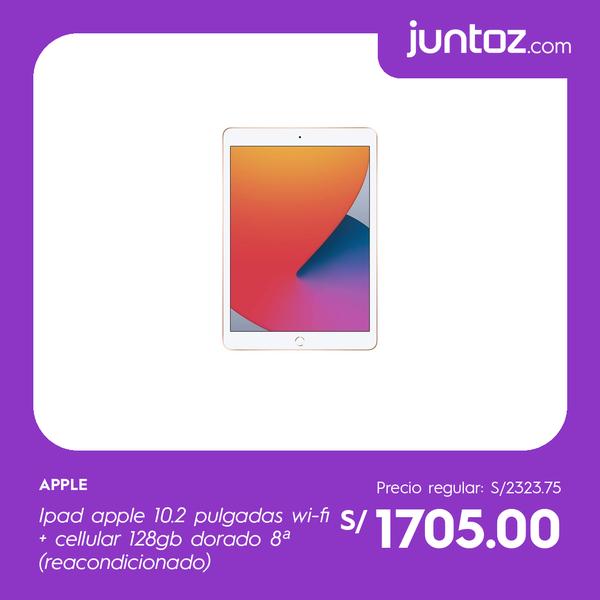 juntoz.com
APPLE
Ipad apple 10.2 pulgadas wi-fi
+ cellular 128gb dorado 8ª
(reacondicionado)
Precio regular: S/2323.75
S/ 1705.00